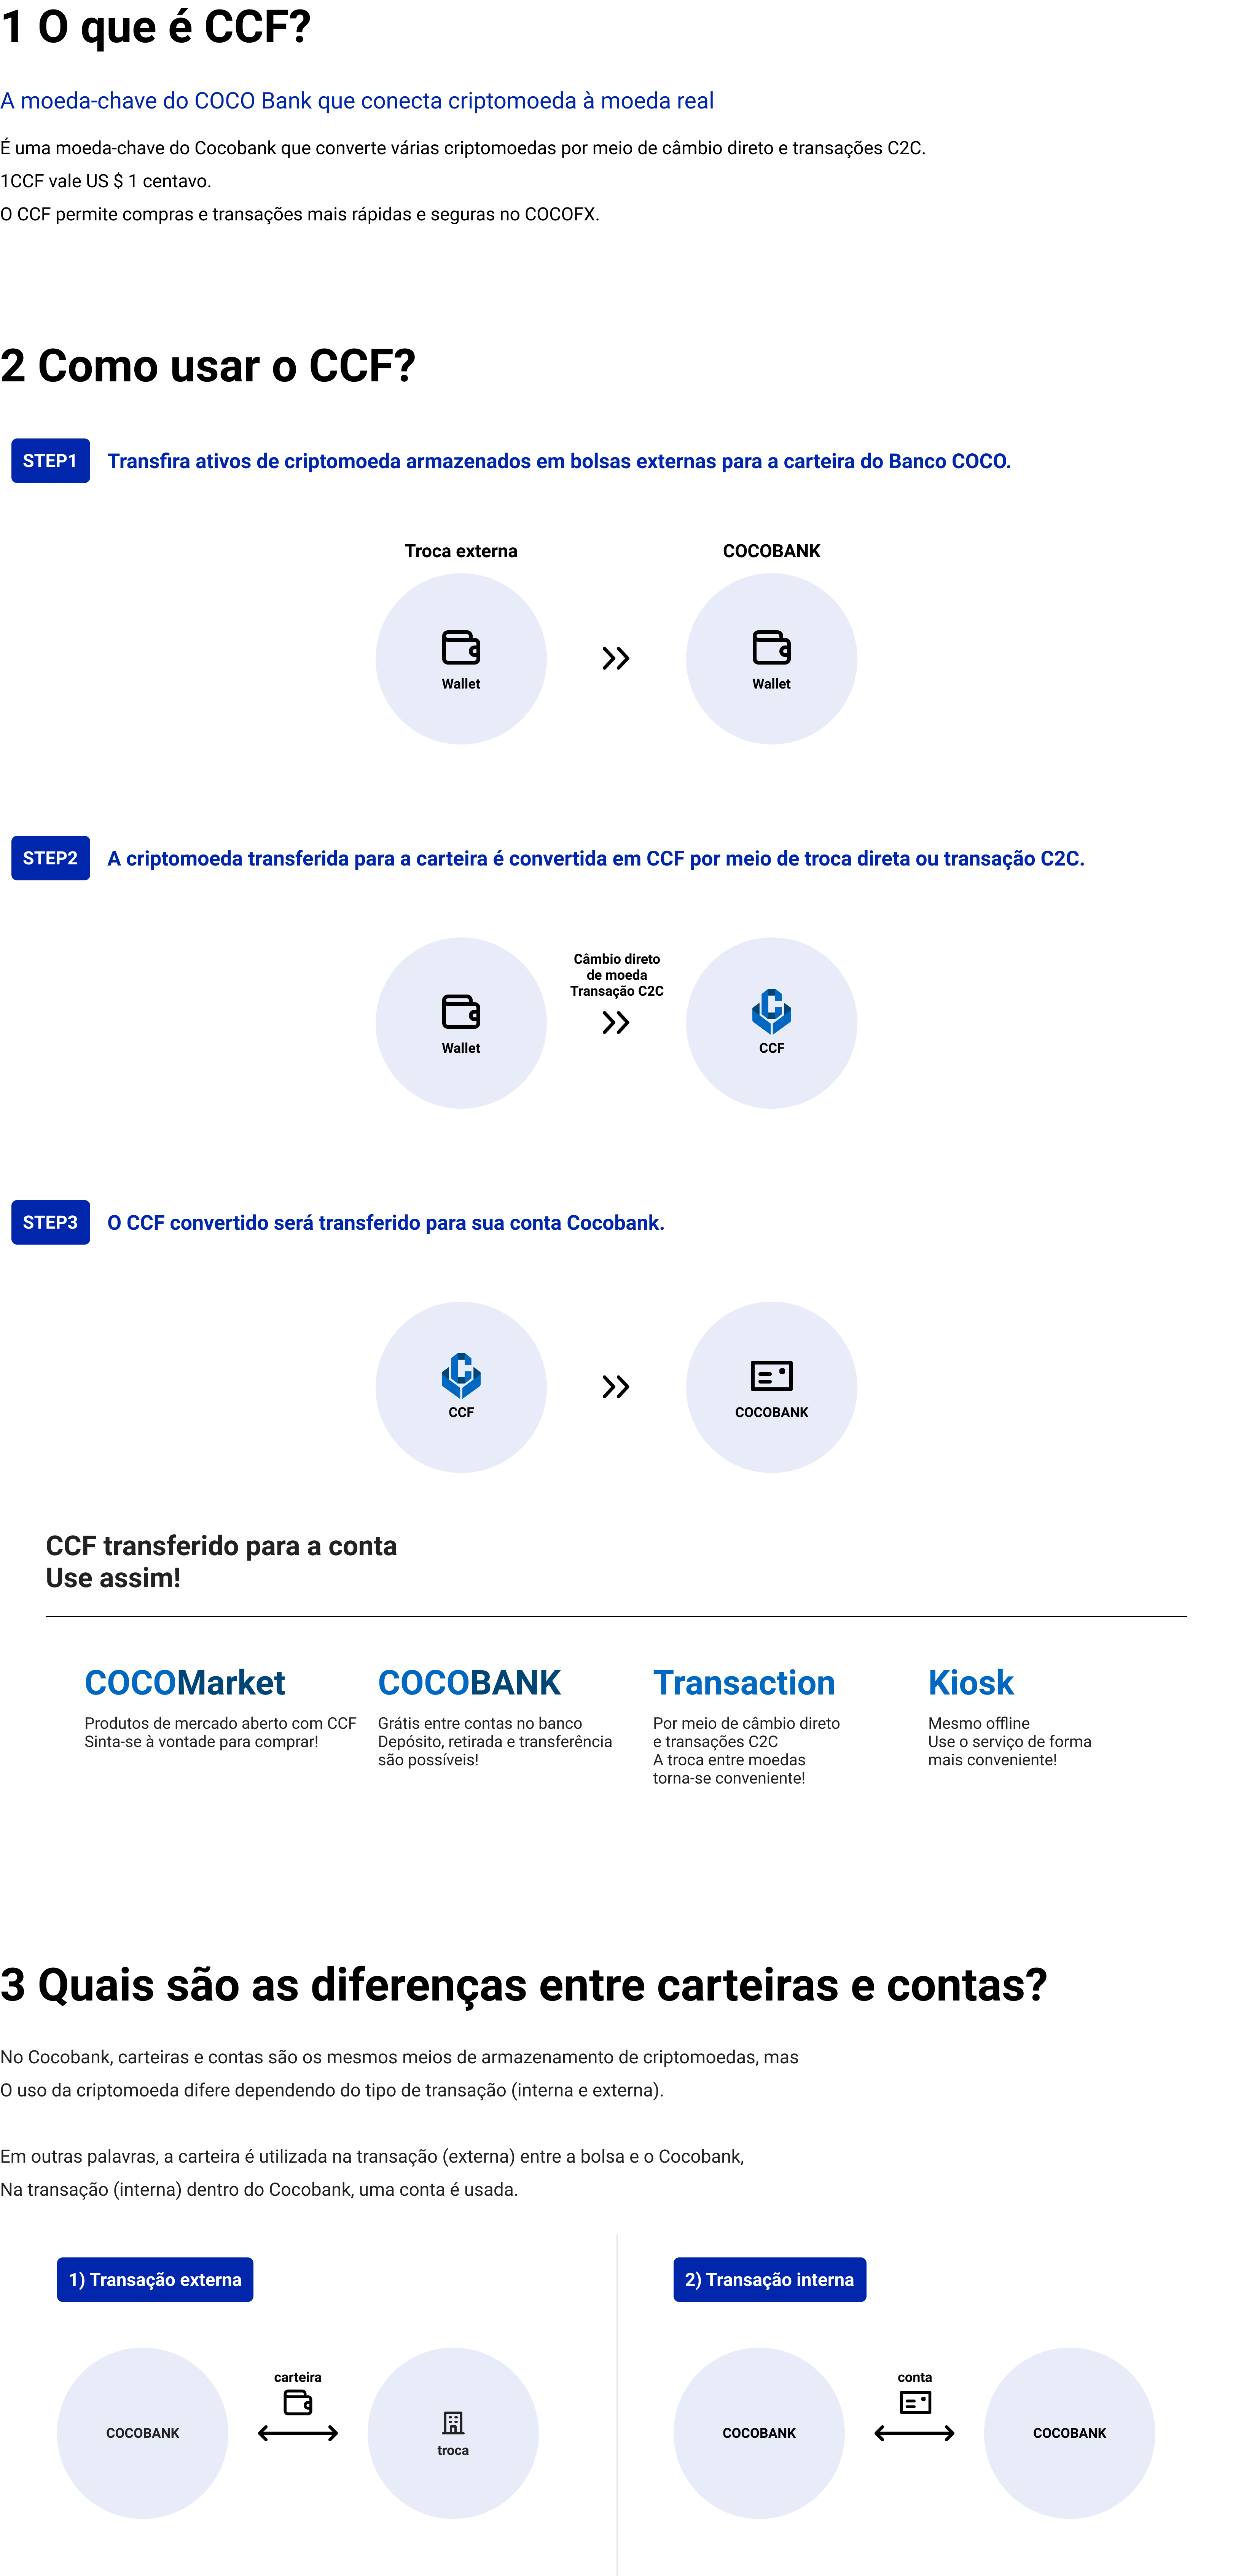 1 O que é CCF?
A moeda-chave do COCO Bank que conecta criptomoeda à moeda real
É uma moeda-chave do Cocobank que converte várias criptomoedas por meio de câmbio direto e transações C2C.
1CCF vale US $ 1 centavo.
O CCF permite compras e transações mais rápidas e seguras no COCOFX.
2 Como usar o CCF?
STEP1 Transfira ativos de criptomoeda armazenados em bolsas externas para a carteira do Banco COCO.
Troca externa
COCOBANK
Wallet
Wallet
STEP2 A criptomoeda transferida para a carteira é convertida em CCF por meio de troca direta ou transação C2C.
Câmbio direto
de moeda
Transação C2C
Wallet
CCF
STEP3 O CCF convertido será transferido para sua conta Cocobank.
CCF
COCOBANK
CCF transferido para a conta
Use assim!
COCOMarket
Produtos de mercado aberto com CCF
Sinta-se à vontade para comprar!
COCOBANK
Grátis entre contas no banco
Depósito, retirada e transferência
são possíveis!
Transaction
Por meio de câmbio direto
e transações C2C
A troca entre moedas
torna-se conveniente!
Kiosk
Mesmo offline
Use o serviço de forma
mais conveniente!
3 Quais são as diferenças entre carteiras e contas?
No Cocobank, carteiras e contas são os mesmos meios de armazenamento de criptomoedas, mas
O uso da criptomoeda difere dependendo do tipo de transação (interna e externa).
Em outras palavras, a carteira é utilizada na transação (externa) entre a bolsa e o Cocobank,
Na transação (interna) dentro do Cocobank, uma conta é usada.
1) Transação externa
COCOBANK
carteira
troca
2) Transação interna
COCOBANK
conta
COCOBANK